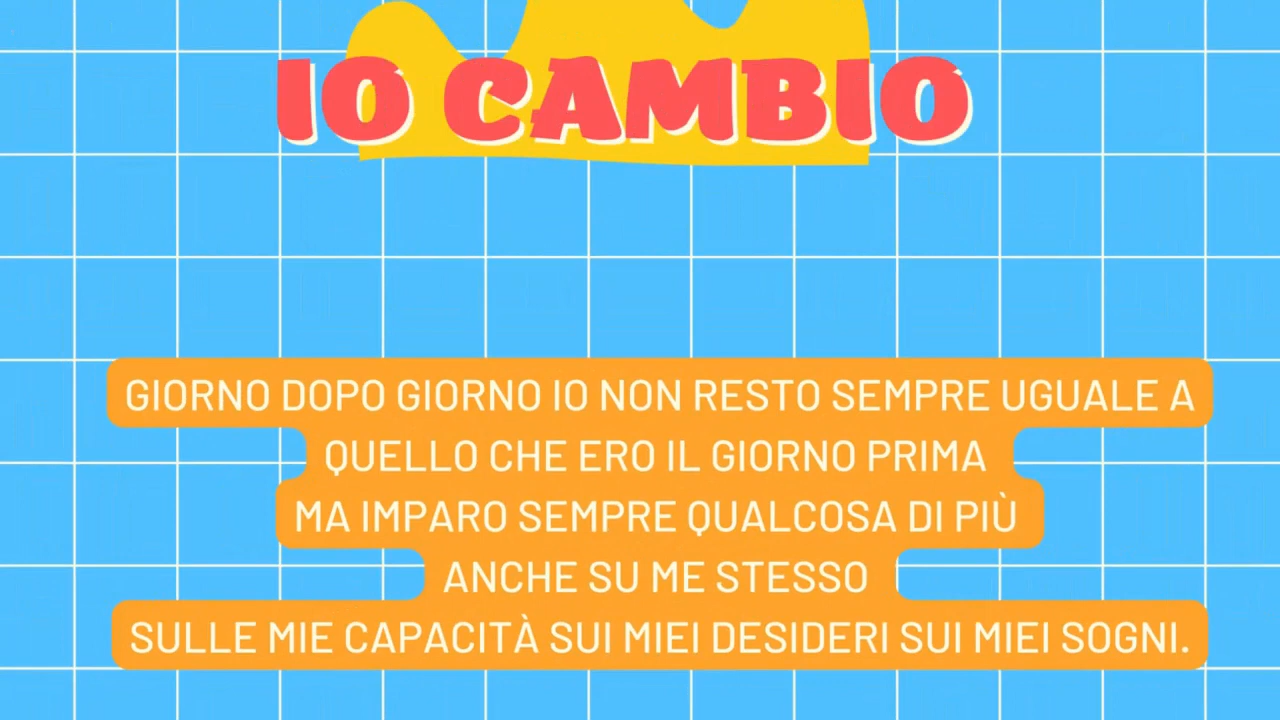 IO CAMBIO
GIORNO DOPO GIORNO IO NON RESTO SEMPRE UGUALE A
QUELLO CHE ERO IL GIORNO PRIMA
MA IMPARO SEMPRE QUALCOSA DI PIÙ
ANCHE SU ME STESSO
SULLE MIE CAPACITÀ SUI MIEI DESIDERI SUI MIEI SOGNI.